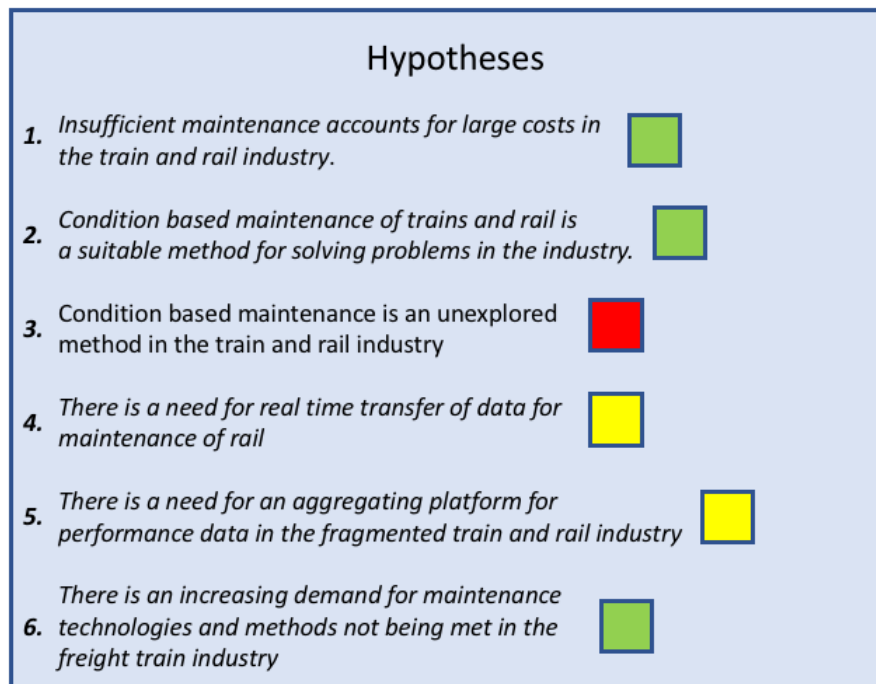 Hypotheses
1. Insufficient maintenance accounts for large costs in
the train and rail industry.
2. Condition based maintenance of trains and rail is
a suitable method for solving problems in the industry.
3. Condition based maintenance is an unexplored
method in the train and rail industry
4. There is a need for real time transfer of data for
maintenance of rail
5. There is a need for an aggregating platform for
performance data in the fragmented train and rail industry
6. There is an increasing demand for maintenance
technologies and methods not being met in the
freight train industry